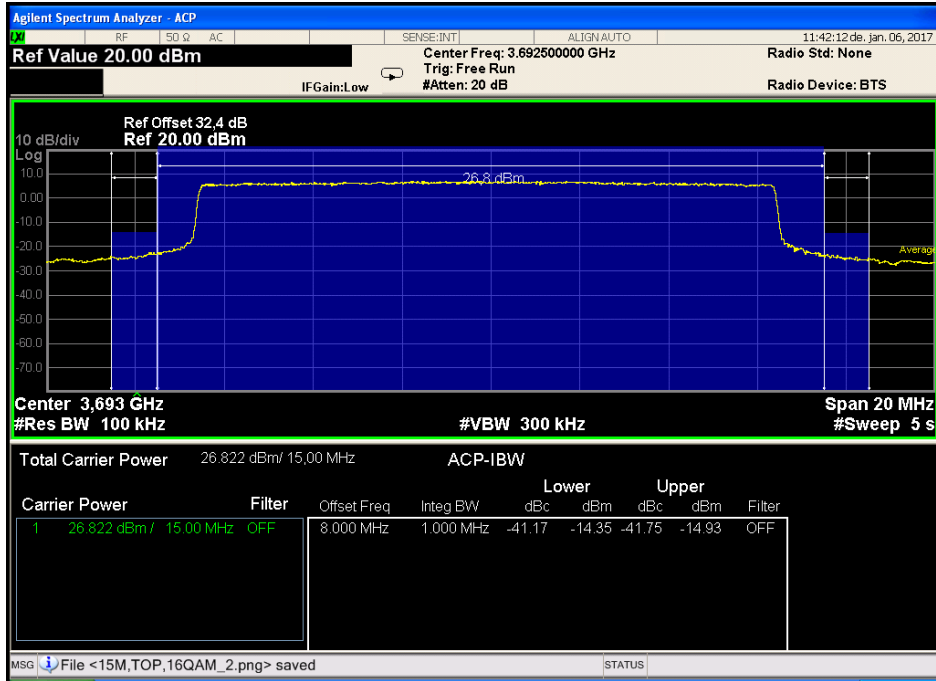 Agilent Spectrum Analyzer - ACP
LXI RF 50 Ω AC SENSE:INT ALIGN AUTO 11:42:12 de. jan. 06, 2017
Ref Value 20.00 dBm Center Freq: 3.692500000 GHz Radio Std: None
Trig: Free Run
IFGain:Low #Atten: 20 dB Radio Device: BTS
Ref Offset 32,4 dB
10 dB/div Ref 20.00 dBm
Log
10.0
26,8 dBm
0.00
-10.0
-20.0
Average
-30.0
-40.0
-50.0
-60.0
-70.0
Center 3,693 GHz Span 20 MHz
#Res BW 100 kHz #VBW 300 kHz #Sweep 5 s
Total Carrier Power 26.822 dBm/ 15,00 MHz ACP-IBW
Lower Upper
Carrier Power Filter Offset Freq Integ BW dBc dBm dBc dBm Filter
1 26.822 dBm / 15.00 MHz OFF 8.000 MHz 1.000 MHz -41.17 -14.35 -41.75 -14.93 OFF
MSG File <15M,TOP,16QAM_2.png> saved STATUS